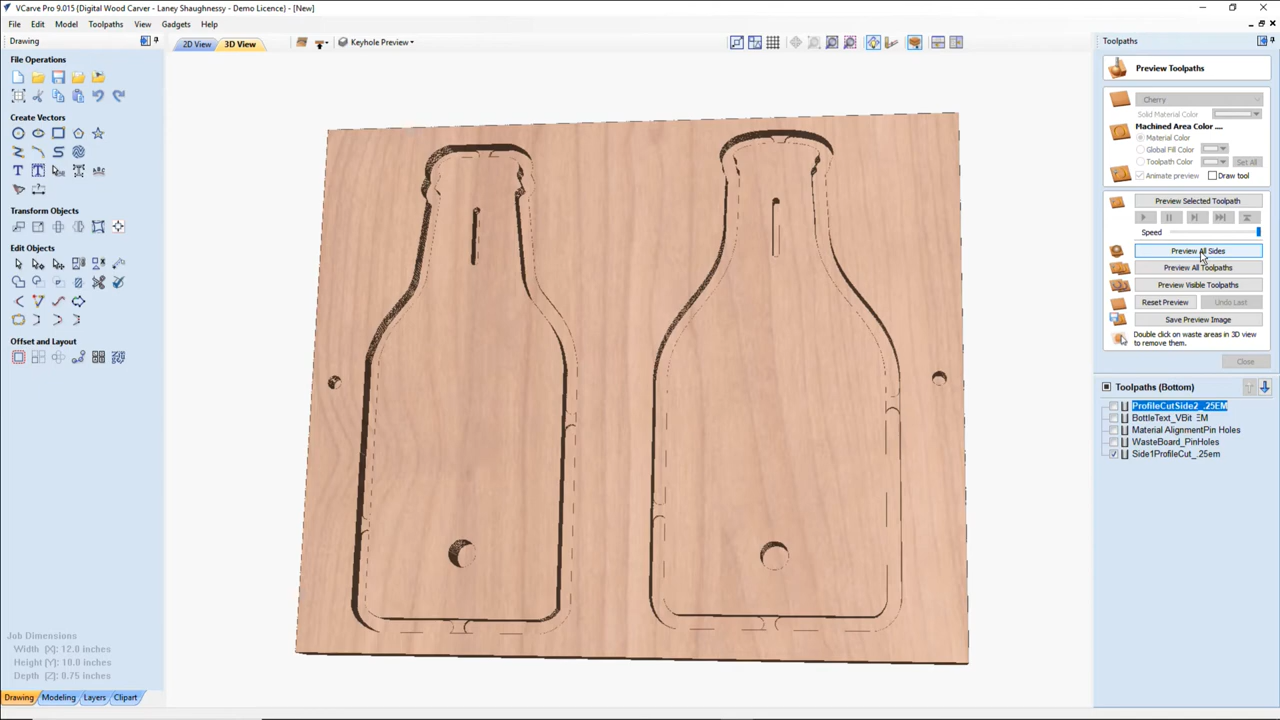 VCarve Pro 9.015 (Digital Wood Carver - Laney Shaughnessy - Demo Licence) - [New]
File Edit Model Toolpaths View Gadgets Help
Drawing
File Operations
Create Vectors
Transform Objects
Edit Objects
Offset and Layout
Job Dimensions
Width (X): 12.0 inches
Height (Y): 10.0 inches
Depth (Z): 0.75 inches
Drawing Modeling Layers Clipart
2D View 3D View Keyhole Preview
Toolpaths
Preview Toolpaths
Cherry
Solid Material Color
Machined Area Color ....
Material Color
Global Fill Color
Toolpath Color Set All
Animate preview Draw tool
Preview Selected Toolpath
Speed
Preview All Sides
Preview All Toolpaths
Preview Visible Toolpaths
Reset Preview Undo Last
Save Preview Image
Double click on waste areas in 3D view
to remove them.
Close
Toolpaths (Bottom)
ProfileCutSide2_.25EM
BottleText_VBit
Material AlignmentPin Holes
WasteBoard_PinHoles
Side1ProfileCut_.25em